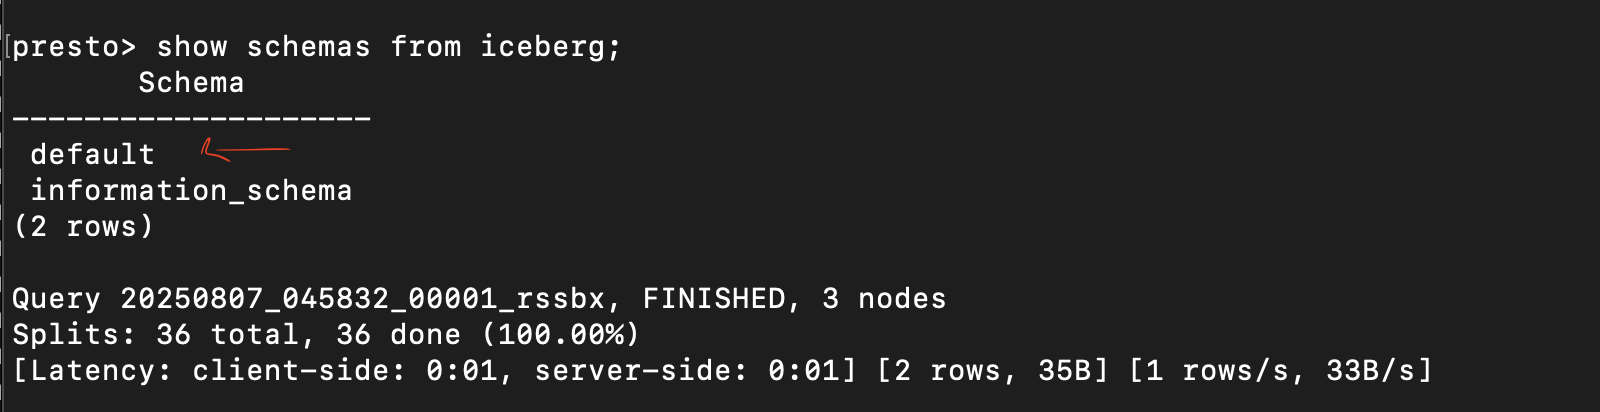 [presto> show schemas from iceberg;
Schema
--------------------
default
information_schema
(2 rows)
Query 20250807_045832_00001_rssbx, FINISHED, 3 nodes
Splits: 36 total, 36 done (100.00%)
[Latency: client-side: 0:01, server-side: 0:01] [2 rows, 35B] [1 rows/s, 33B/s]